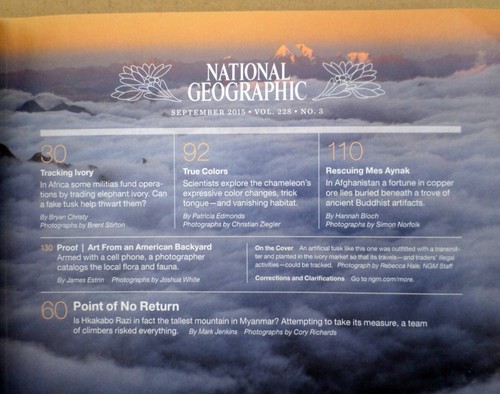 NATIONAL
GEOGRAPHIC
SEPTEMBER 2015 • VOL. 228 • NO. 3
30
Tracking Ivory
In Africa some militias fund opera-
tions by trading elephant ivory. Can
a fake tusk help thwart them?
By Bryan Christy
Photographs by Brent Stirton
92
True Colors
Scientists explore the chameleon's
expressive color changes, trick
tongue—and vanishing habitat.
By Patricia Edmonds
Photographs by Christian Ziegler
110
Rescuing Mes Aynak
In Afghanistan a fortune in copper
ore lies buried beneath a trove of
ancient Buddhist artifacts.
By Hannah Bloch
Photographs by Simon Norfolk
130 Proof | Art From an American Backyard
Armed with a cell phone, a photographer
catalogs the local flora and fauna.
By James Estrin Photographs by Joshua White
On the Cover An artificial tusk like this one was outfitted with a transmit-
ter and planted in the ivory market so that its travels—and traders' illegal
activities—could be tracked. Photograph by Rebecca Hale, NGM Staff
Corrections and Clarifications Go to ngm.com/more.
60 Point of No Return
Is Hkakabo Razi in fact the tallest mountain in Myanmar? Attempting to take its measure, a team
of climbers risked everything. By Mark Jenkins Photographs by Cory Richards